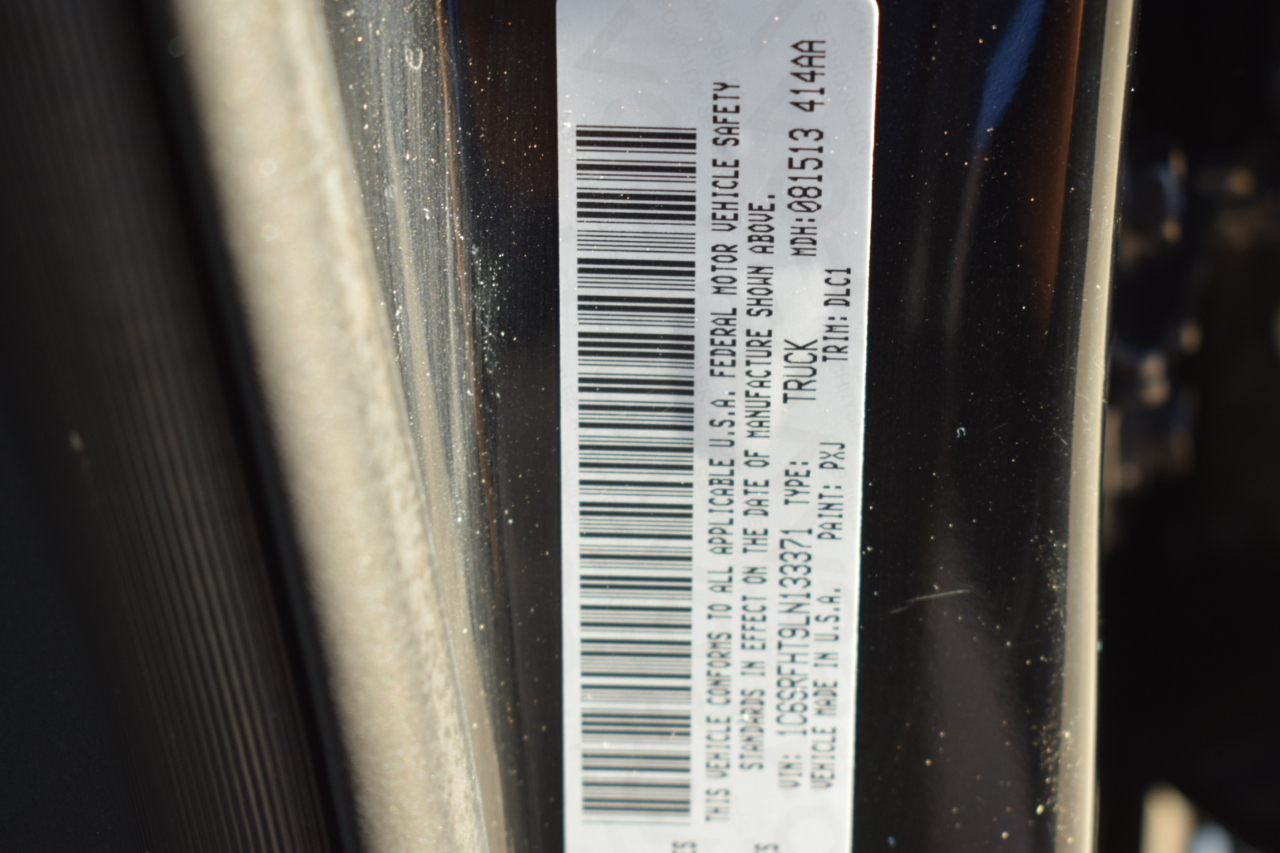 THIS VEHICLE CONFORMS TO ALL APPLICABLE U.S.A. FEDERAL MOTOR VEHICLE SAFETY
STANDARDS IN EFFECT ON THE DATE OF MANUFACTURE SHOWN ABOVE.
VIN: 1C6SRFHT9LN133371 TYPE: TRUCK MDH:081513 414AA
VEHICLE MADE IN U.S.A. PAINT: PXJ TRIM: DLC1